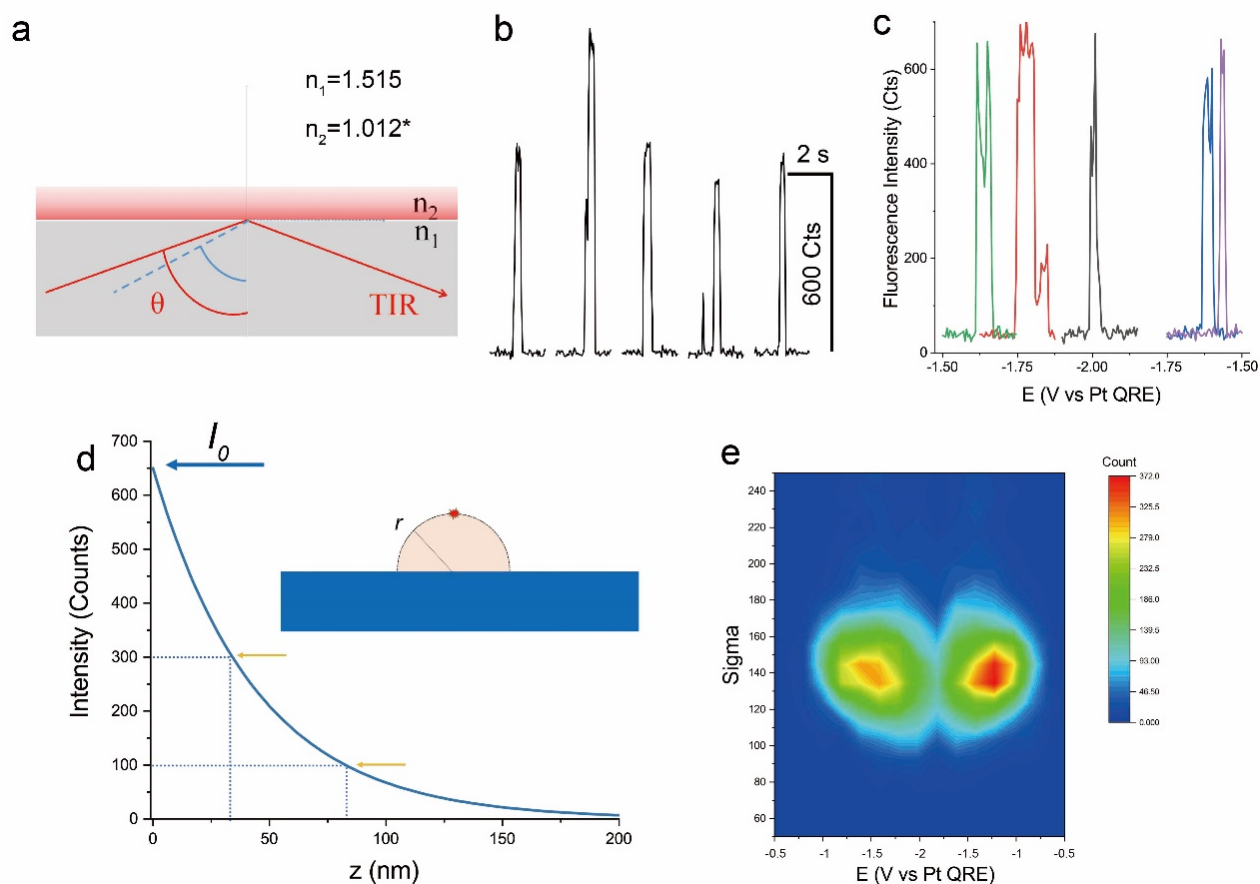 a
n1=1.515
n2=1.012*
n2
n1
θ
TIR
b
2 s
600 Cts
c
Fluorescence Intensity (Cts)
600
400
200
0
-1.50 -1.75 -2.00 -1.75 -1.50
E (V vs Pt QRE)
d
I0
r
Intensity (Counts)
700
600
500
400
300
200
100
0
0 50 100 150 200
z (nm)
e
Count
372.0
325.5
279.0
232.5
186.0
139.5
93.00
46.50
0.000
Sigma
240
220
200
180
160
140
120
100
80
60
-0.5 -1 -1.5 -2 -1.5 -1 -0.5
E (V vs Pt QRE)